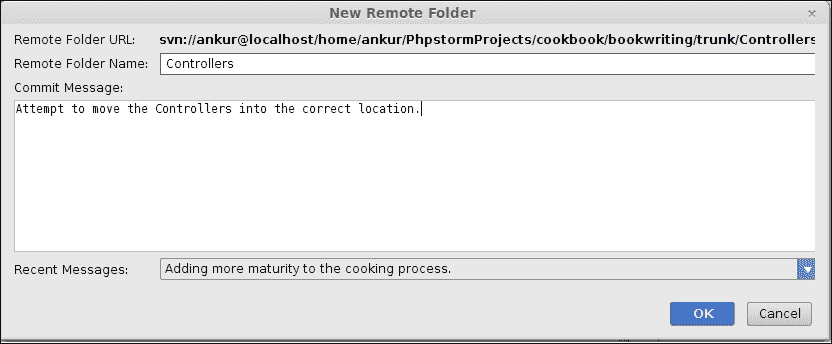 New Remote Folder
Remote Folder URL: svn://ankur@localhost/home/ankur/PhpstormProjects/cookbook/bookwriting/trunk/Controllers
Remote Folder Name: Controllers
Commit Message:
Attempt to move the Controllers into the correct location.
Recent Messages: Adding more maturity to the cooking process.
OK Cancel